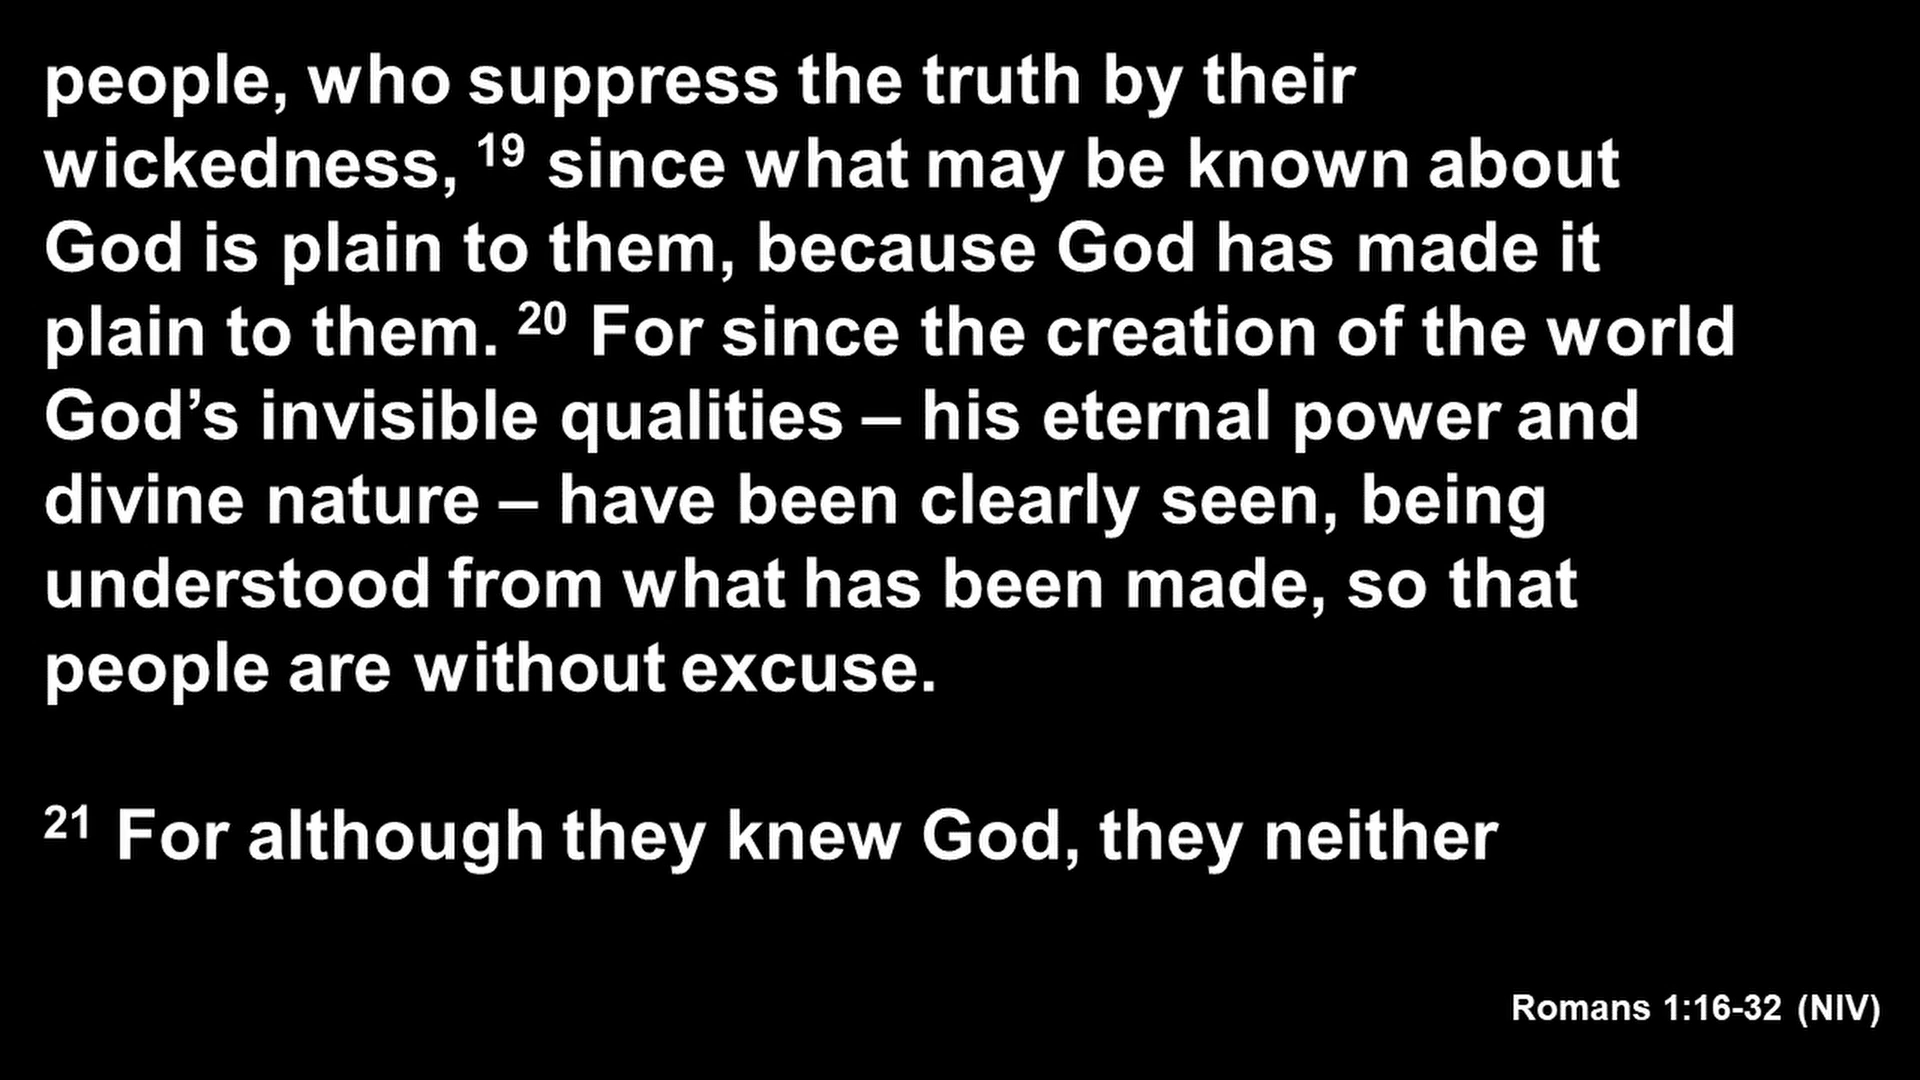 people, who suppress the truth by their
wickedness, 19 since what may be known about
God is plain to them, because God has made it
plain to them. 20 For since the creation of the world
God’s invisible qualities – his eternal power and
divine nature – have been clearly seen, being
understood from what has been made, so that
people are without excuse.
21 For although they knew God, they neither
Romans 1:16-32 (NIV)